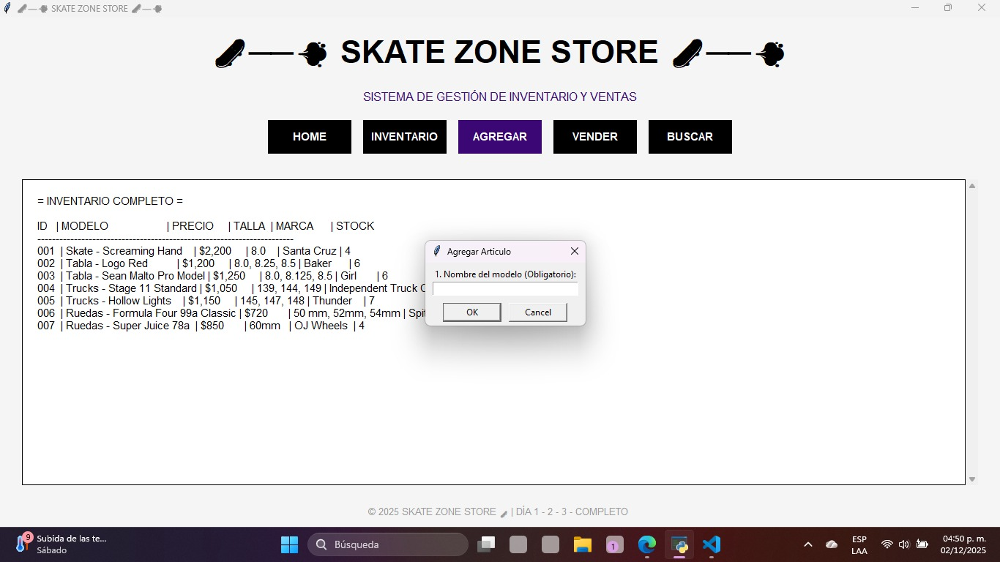 SKATE ZONE STORE
SKATE ZONE STORE
SISTEMA DE GESTIÓN DE INVENTARIO Y VENTAS
HOME INVENTARIO AGREGAR VENDER BUSCAR
= INVENTARIO COMPLETO =
ID | MODELO | PRECIO | TALLA | MARCA | STOCK
----------------------------------------------------------------------
001 | Skate - Screaming Hand | $2,200 | 8.0 | Santa Cruz | 4
002 | Tabla - Logo Red | $1,200 | 8.0, 8.25, 8.5 | Baker | 6
003 | Tabla - Sean Malto Pro Model | $1,250 | 8.0, 8.125, 8.5 | Girl | 6
004 | Trucks - Stage 11 Standard | $1,050 | 139, 144, 149 | Independent Truck
005 | Trucks - Hollow Lights | $1,150 | 145, 147, 148 | Thunder | 7
006 | Ruedas - Formula Four 99a Classic | $720 | 50 mm, 52mm, 54mm |
007 | Ruedas - Super Juice 78a | $850 | 60mm | OJ Wheels | 4
Agregar Articulo
1. Nombre del modelo (Obligatorio):
OK Cancel
© 2025 SKATE ZONE STORE | DÍA 1 - 2 - 3 - COMPLETO
9
Subida de las te...
Sábado
Búsqueda
1
ESP
LAA
04:50 p. m.
02/12/2025